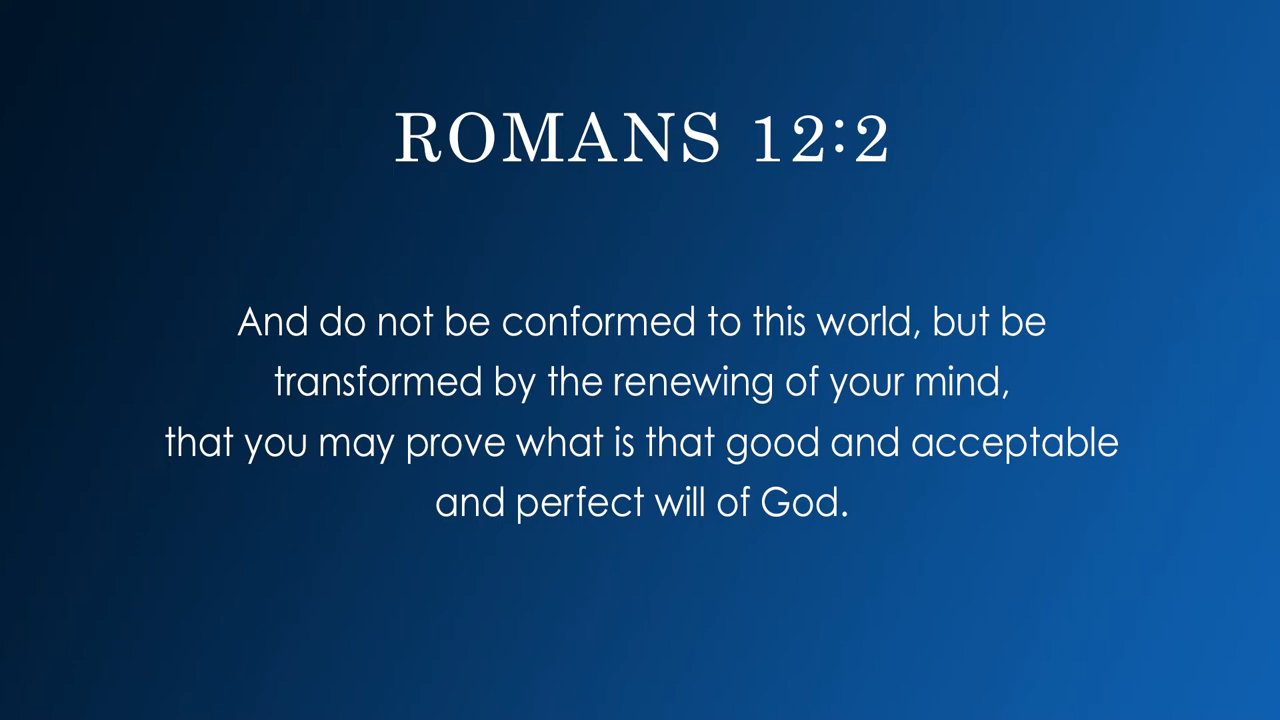 ROMANS 12:2
And do not be conformed to this world, but be
transformed by the renewing of your mind,
that you may prove what is that good and acceptable
and perfect will of God.